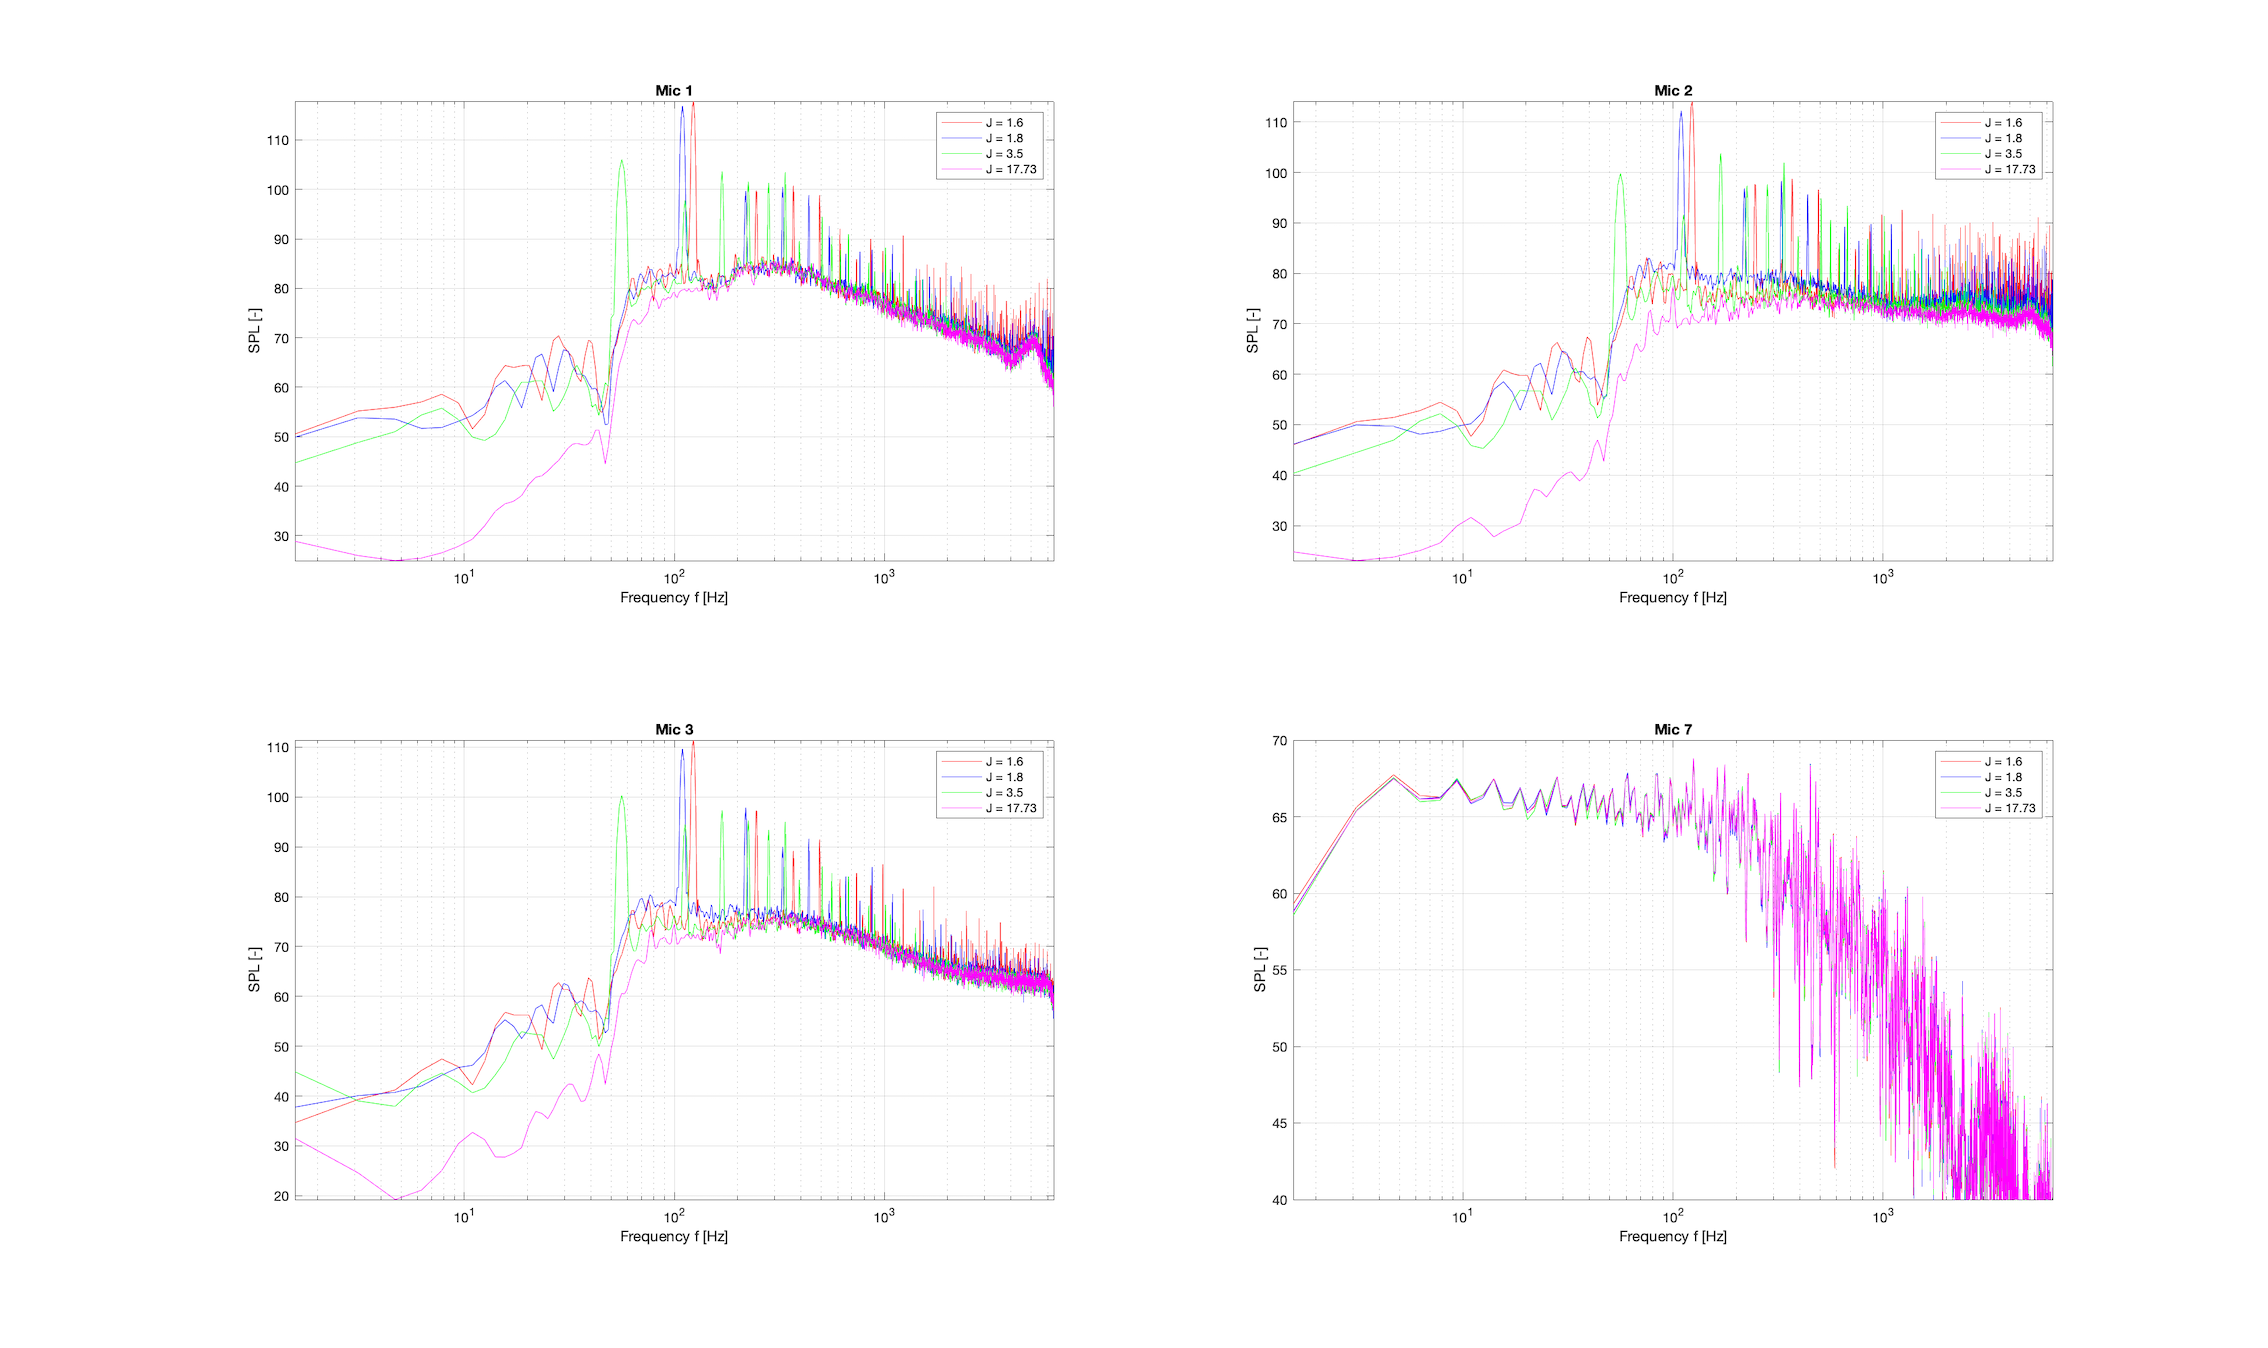 Mic 1
SPL [-]
110
100
90
80
70
60
50
40
30
10^1
10^2
10^3
Frequency f [Hz]
J = 1.6
J = 1.8
J = 3.5
J = 17.73
Mic 2
SPL [-]
110
100
90
80
70
60
50
40
30
10^1
10^2
10^3
Frequency f [Hz]
J = 1.6
J = 1.8
J = 3.5
J = 17.73
Mic 3
SPL [-]
110
100
90
80
70
60
50
40
30
20
10^1
10^2
10^3
Frequency f [Hz]
J = 1.6
J = 1.8
J = 3.5
J = 17.73
Mic 7
SPL [-]
70
65
60
55
50
45
40
10^1
10^2
10^3
Frequency f [Hz]
J = 1.6
J = 1.8
J = 3.5
J = 17.73